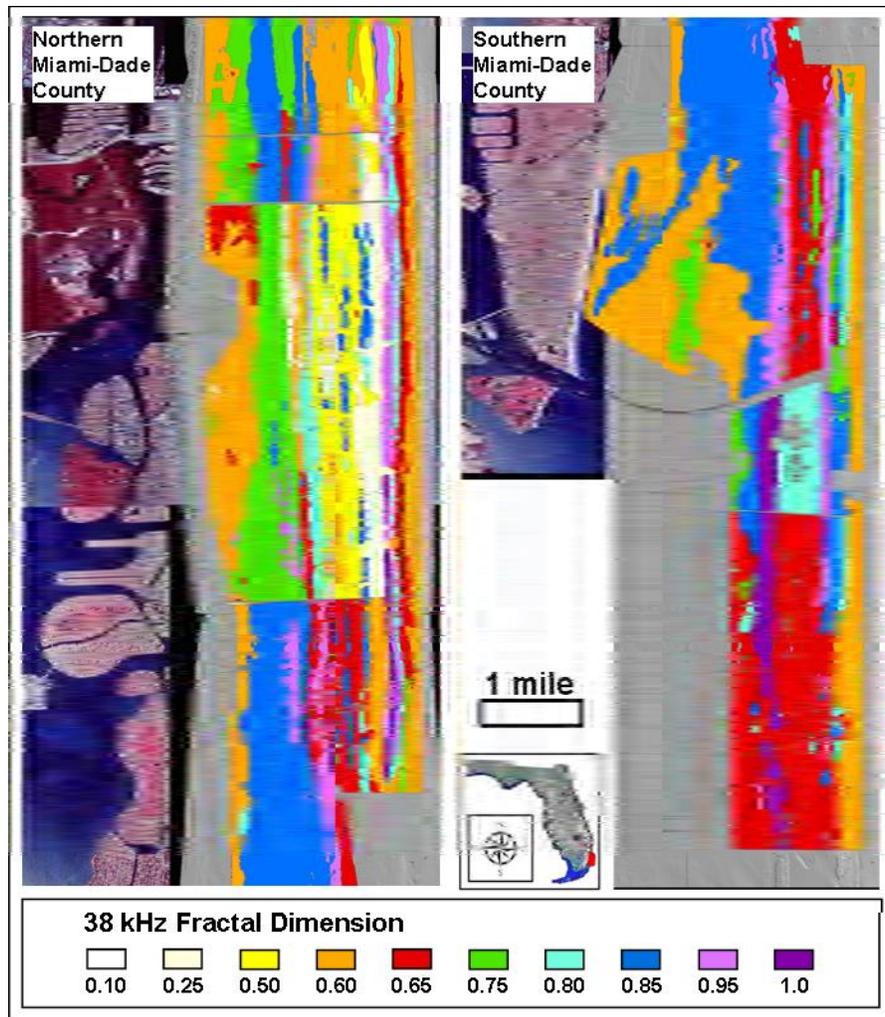 Northern
Miami-Dade
County
Southern
Miami-Dade
County
1 mile
38 kHz Fractal Dimension
0.10 0.25 0.50 0.60 0.65 0.75 0.80 0.85 0.95 1.0